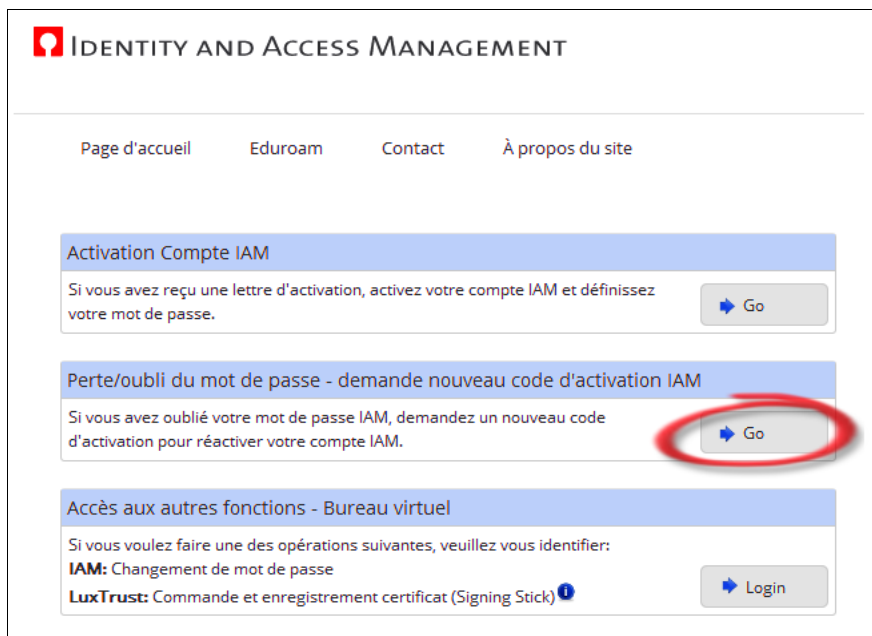 IDENTITY AND ACCESS MANAGEMENT
Page d'accueil Eduroam Contact À propos du site
Activation Compte IAM
Si vous avez reçu une lettre d'activation, activez votre compte IAM et définissez
votre mot de passe.
Go
Perte/oubli du mot de passe - demande nouveau code d'activation IAM
Si vous avez oublié votre mot de passe IAM, demandez un nouveau code
d'activation pour réactiver votre compte IAM.
Go
Accès aux autres fonctions - Bureau virtuel
Si vous voulez faire une des opérations suivantes, veuillez vous identifier:
IAM: Changement de mot de passe
LuxTrust: Commande et enregistrement certificat (Signing Stick) i
Login